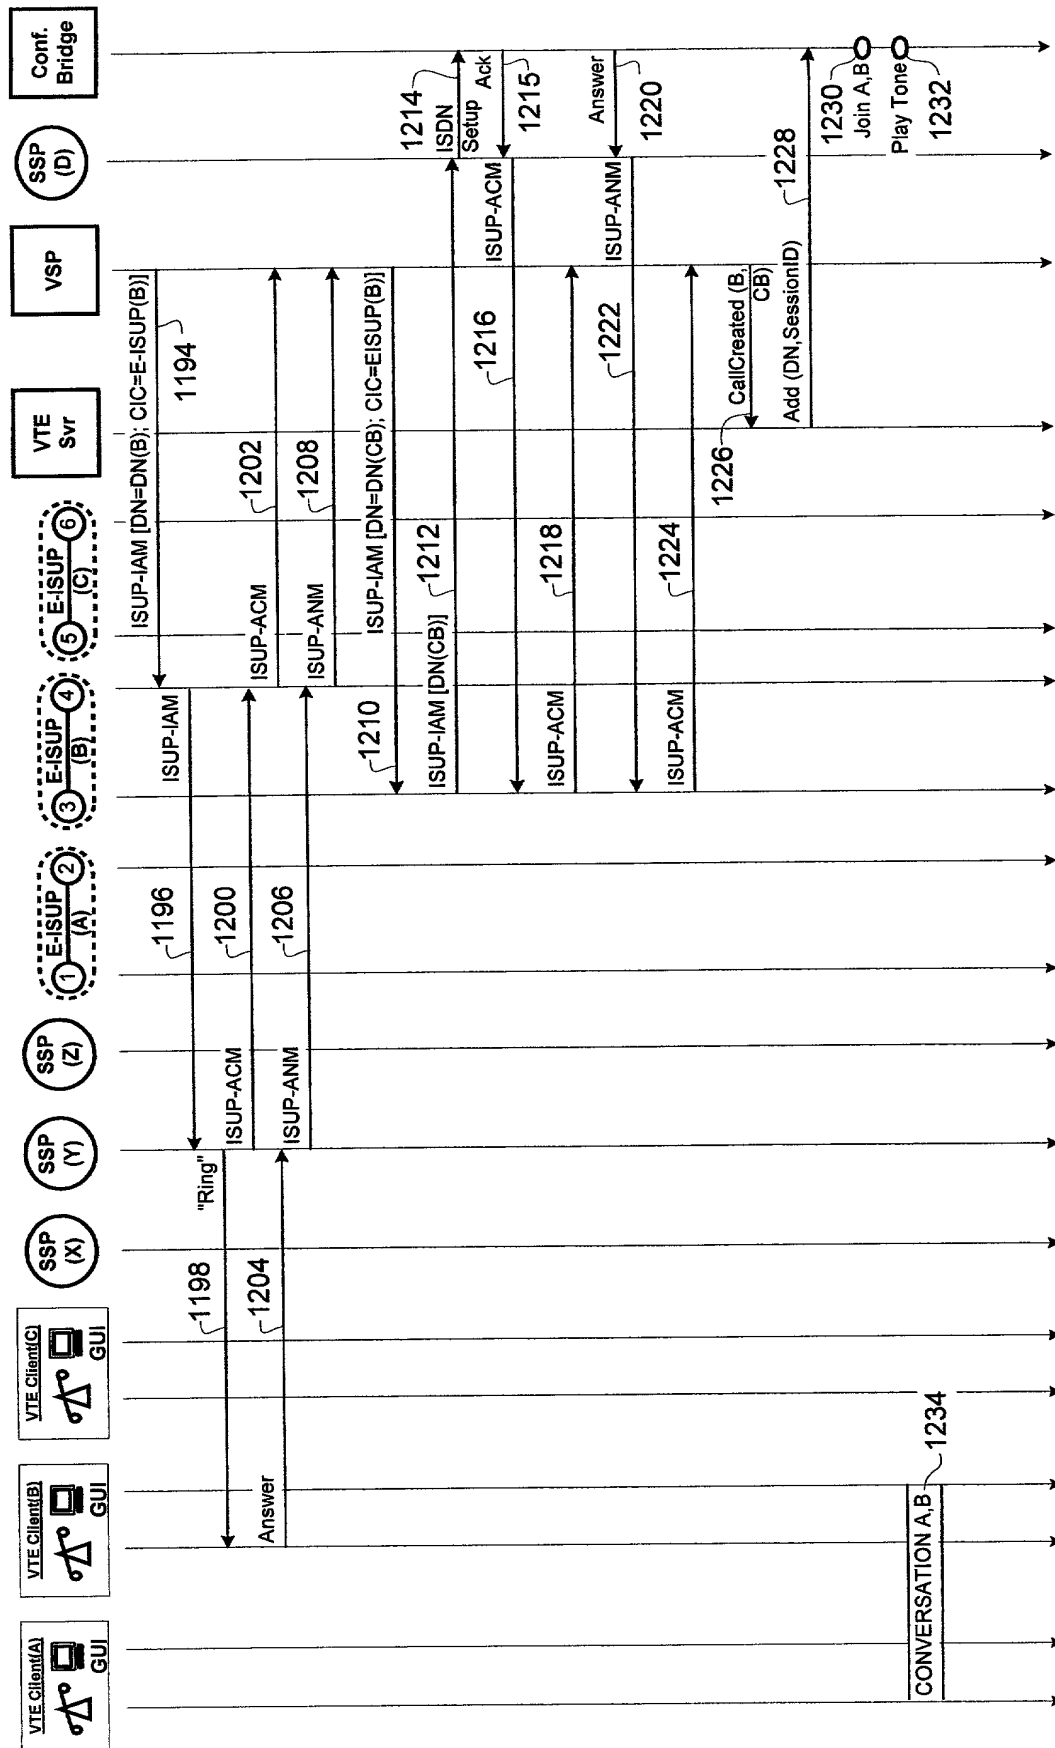 VTE Client(A)
GUI
VTE Client(B)
GUI
VTE Client(C)
GUI
SSP
(X)
SSP
(Y)
SSP
(Z)
1
E-ISUP
(A)
2
3
E-ISUP
(B)
4
5
E-ISUP
(C)
6
VTE
Svr
VSP
SSP
(D)
Conf.
Bridge
ISUP-IAM [DN=DN(B); CIC=E-ISUP(B)]
1194
ISUP-IAM
1196
"Ring"
1198
ISUP-ACM
1200
ISUP-ACM
1202
Answer
1204
ISUP-ANM
1206
ISUP-ANM
1208
ISUP-IAM [DN=DN(CB); CIC=EISUP(B)]
1210
ISUP-IAM [DN(CB)]
1212
1214
ISDN
Setup
Ack
1215
ISUP-ACM
1216
ISUP-ACM
1218
Answer
1220
ISUP-ANM
1222
ISUP-ACM
1224
CallCreated (B,
CB)
1226
Add (DN,SessionID)
1228
1230
Join A,B
Play Tone
1232
CONVERSATION A,B
1234